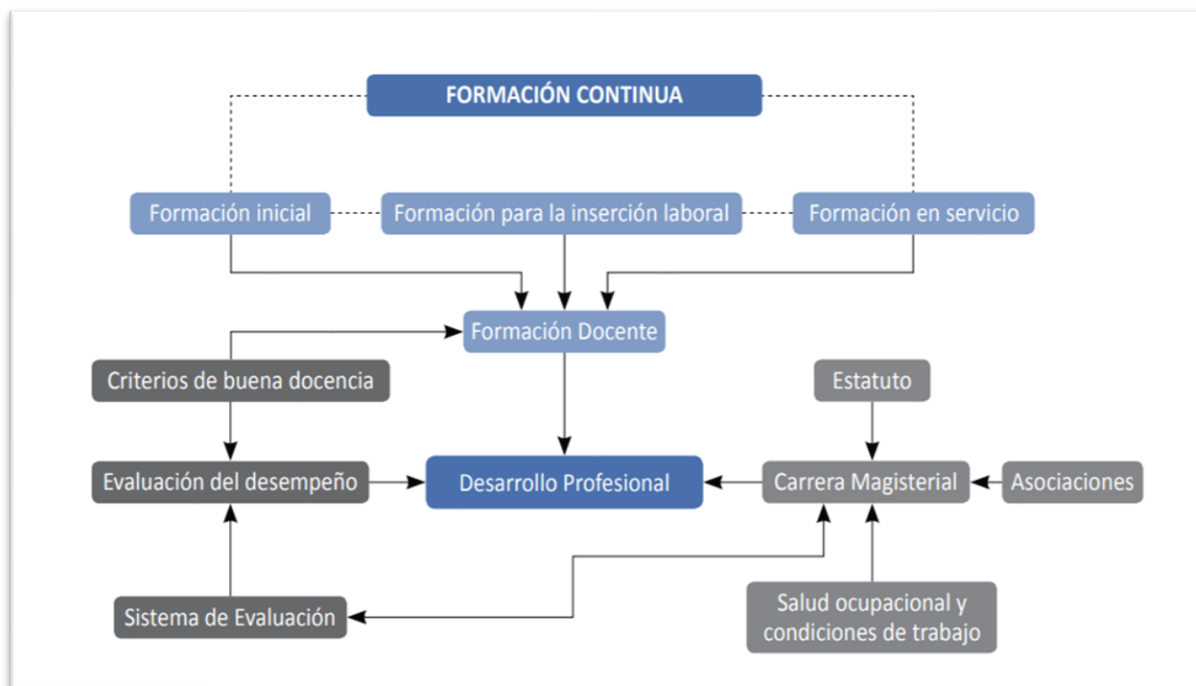 FORMACIÓN CONTINUA
Formación inicial
Formación para la inserción laboral
Formación en servicio
Formación Docente
Criterios de buena docencia
Estatuto
Evaluación del desempeño
Desarrollo Profesional
Carrera Magisterial
Asociaciones
Sistema de Evaluación
Salud ocupacional y
condiciones de trabajo